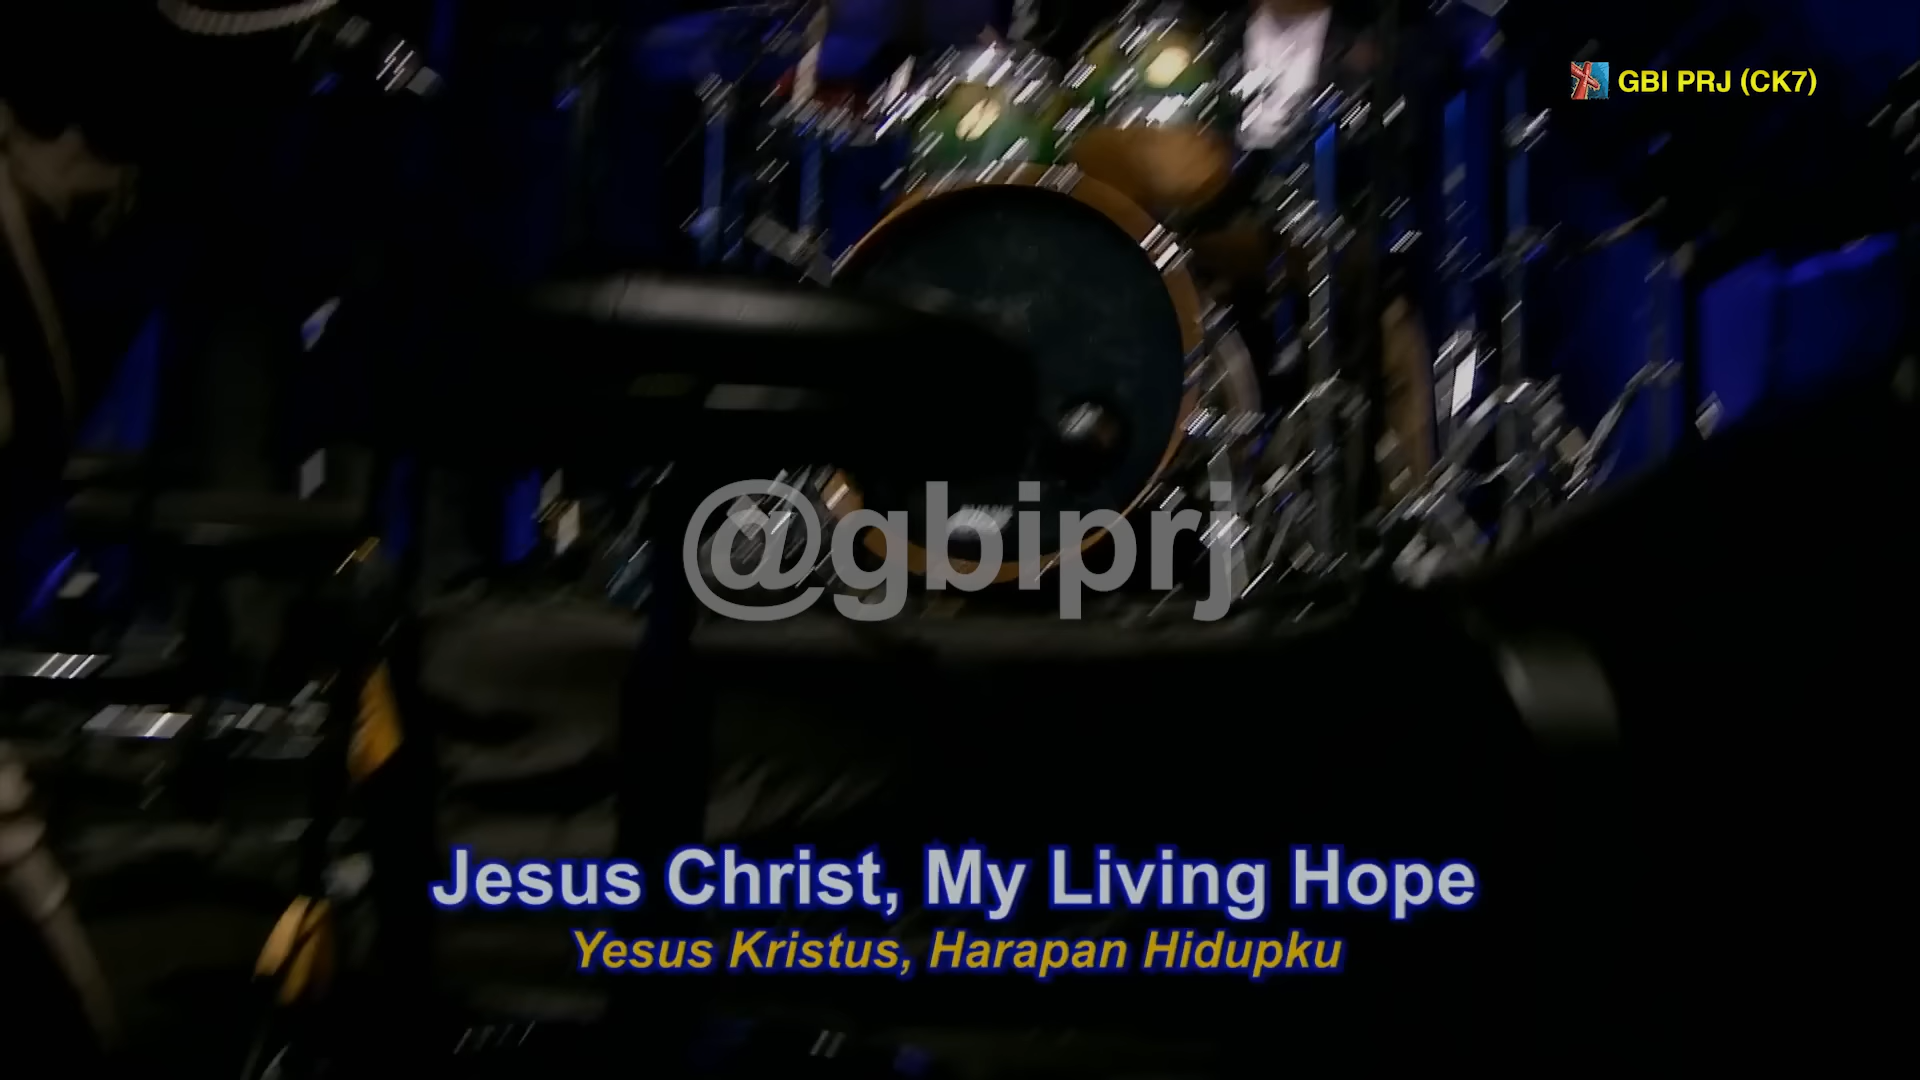 GBI PRJ (CK7)
@gbiprj
Jesus Christ, My Living Hope
Yesus Kristus, Harapan Hidupku